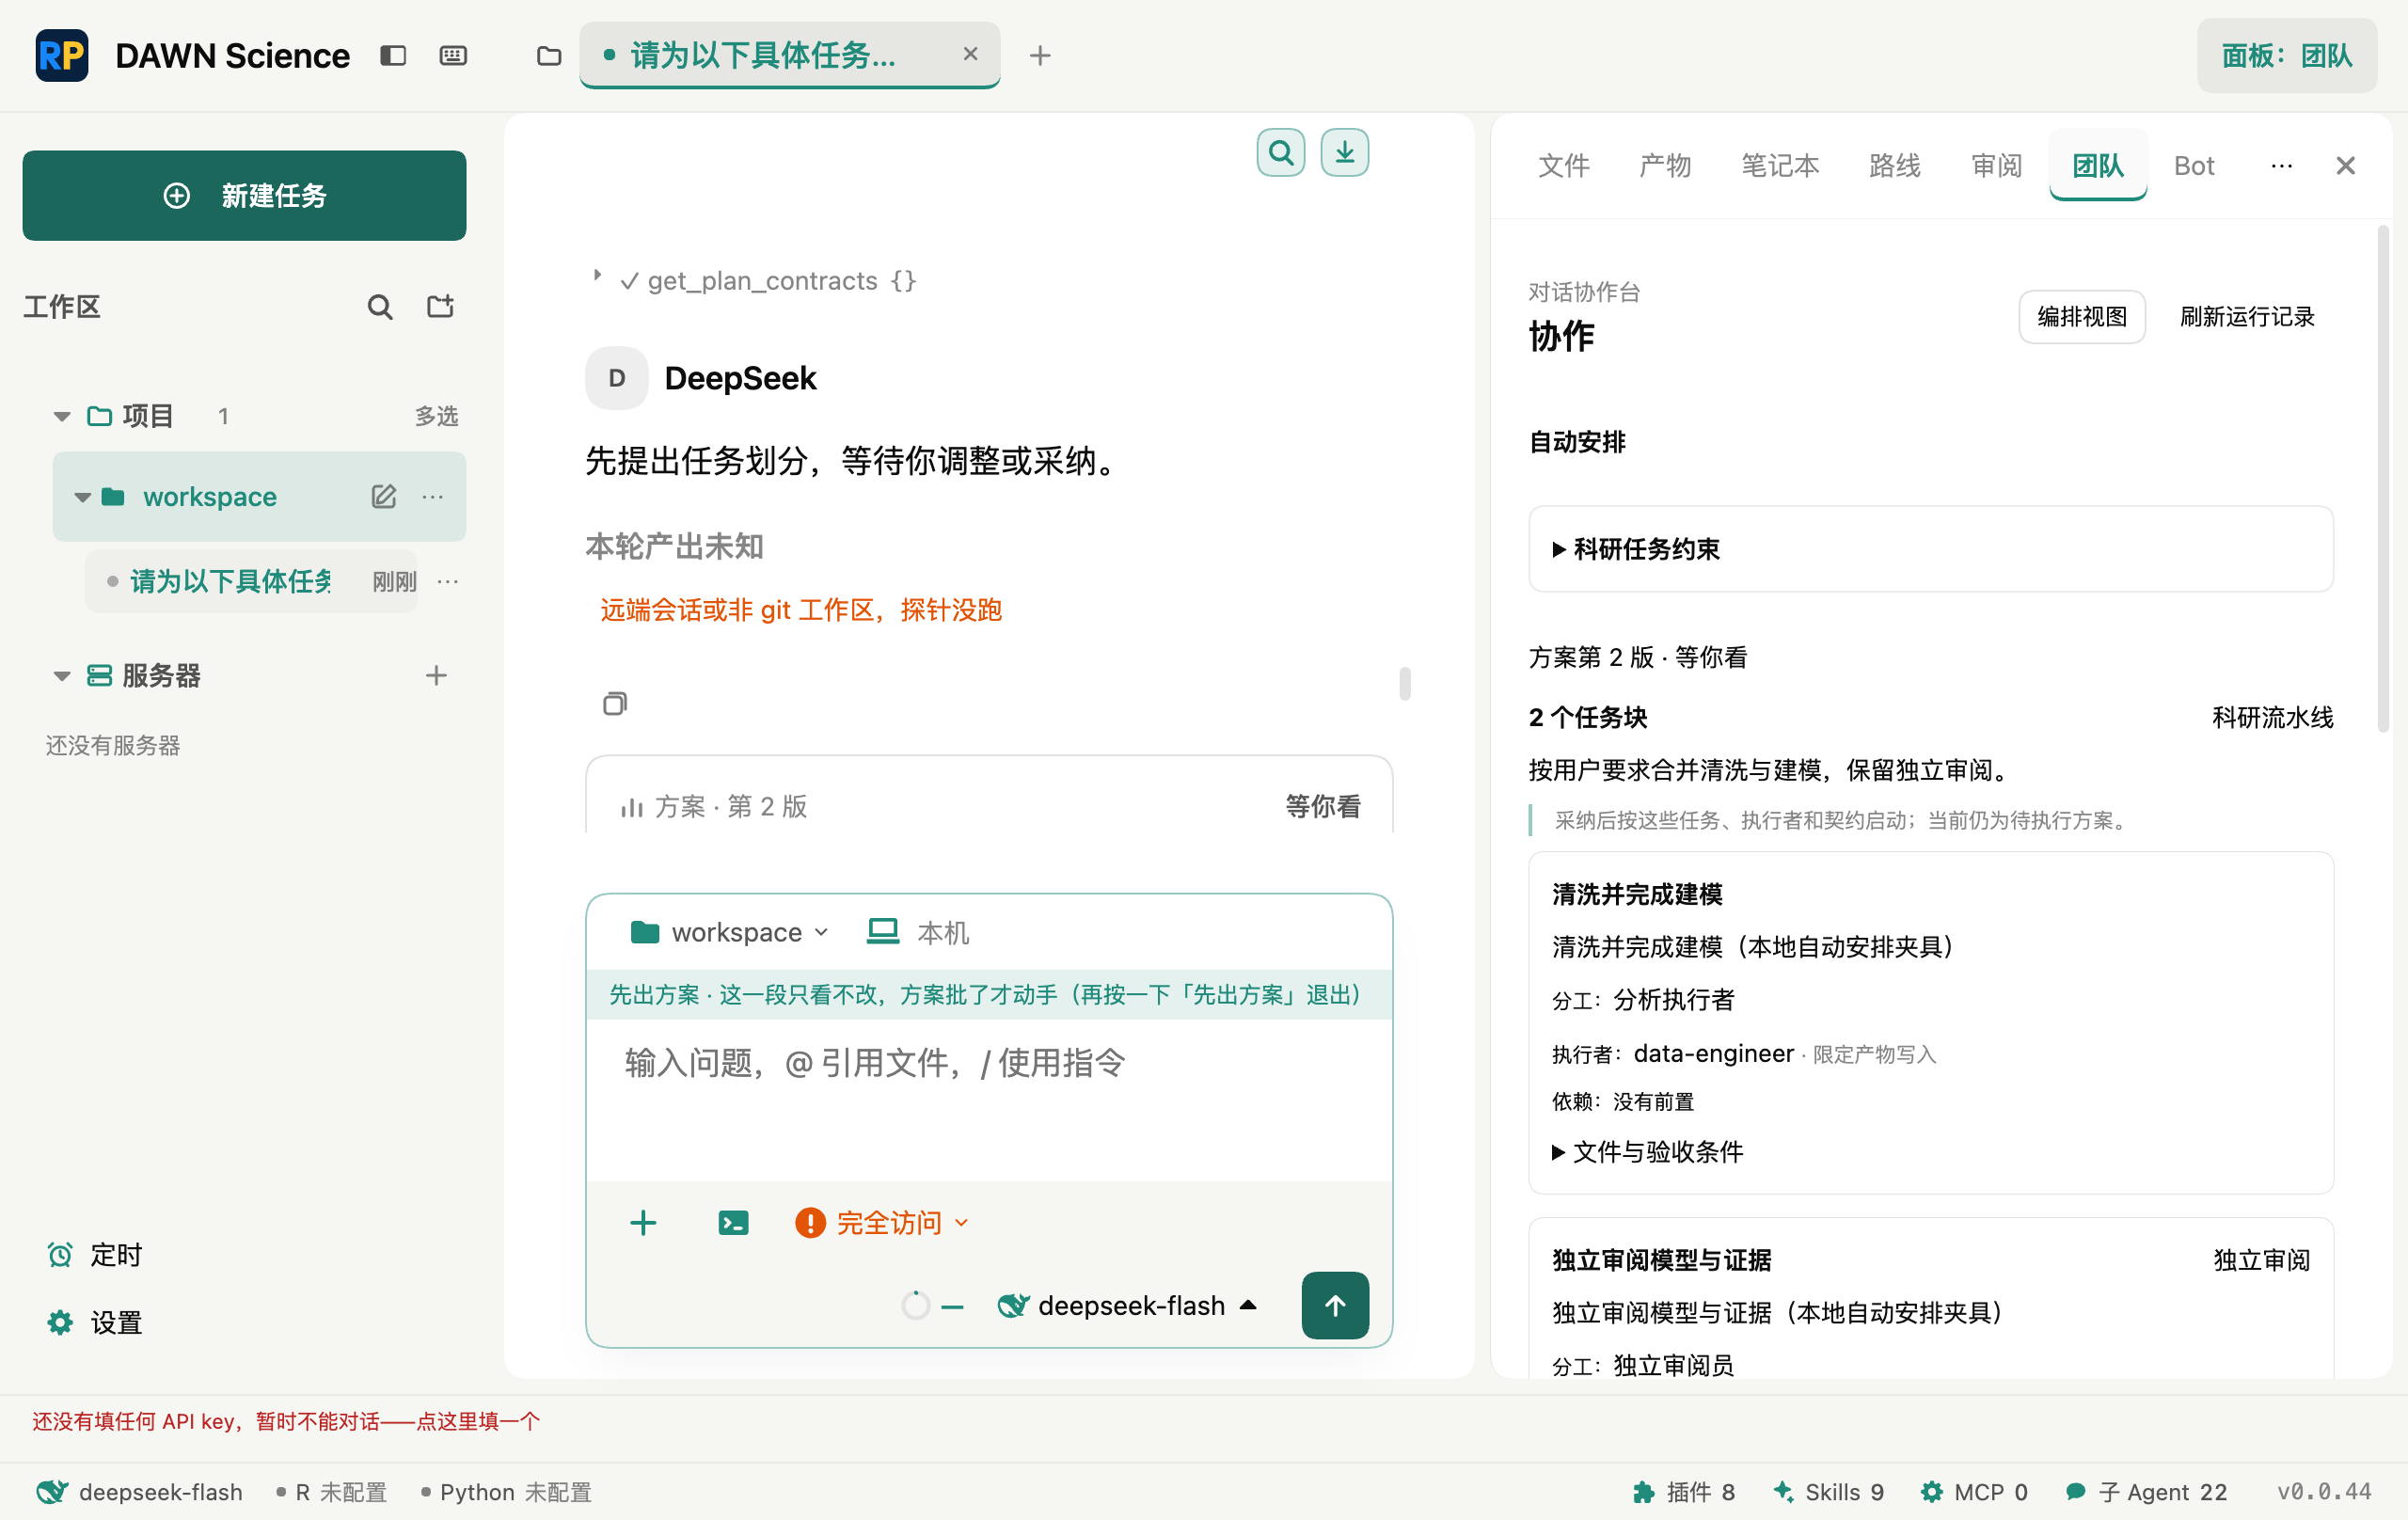 RP DAWN Science
请为以下具体任务...
面板：团队
新建任务
工作区
项目 1 多选
workspace
请为以下具体任务 刚刚
服务器
还没有服务器
定时
设置
get_plan_contracts {}
D DeepSeek
先提出任务划分，等待你调整或采纳。
本轮产出未知
远端会话或非 git 工作区，探针没跑
方案 · 第 2 版 等你看
workspace 本机
先出方案 · 这一段只看不改，方案批了才动手（再按一下「先出方案」退出）
输入问题，@ 引用文件，/ 使用指令
完全访问
deepseek-flash
文件 产物 笔记本 路线 审阅 团队 Bot
对话协作台
协作
编排视图 刷新运行记录
自动安排
科研任务约束
方案第 2 版 · 等你看
2 个任务块 科研流水线
按用户要求合并清洗与建模，保留独立审阅。
采纳后按这些任务、执行者和契约启动；当前仍为待执行方案。
清洗并完成建模
清洗并完成建模（本地自动安排夹具）
分工：分析执行者
执行者：data-engineer · 限定产物写入
依赖：没有前置
文件与验收条件
独立审阅模型与证据 独立审阅
独立审阅模型与证据（本地自动安排夹具）
分工：独立审阅员
还没有填任何 API key，暂时不能对话——点这里填一个
deepseek-flash R 未配置 Python 未配置
插件 8 Skills 9 MCP 0 子 Agent 22 v0.0.44